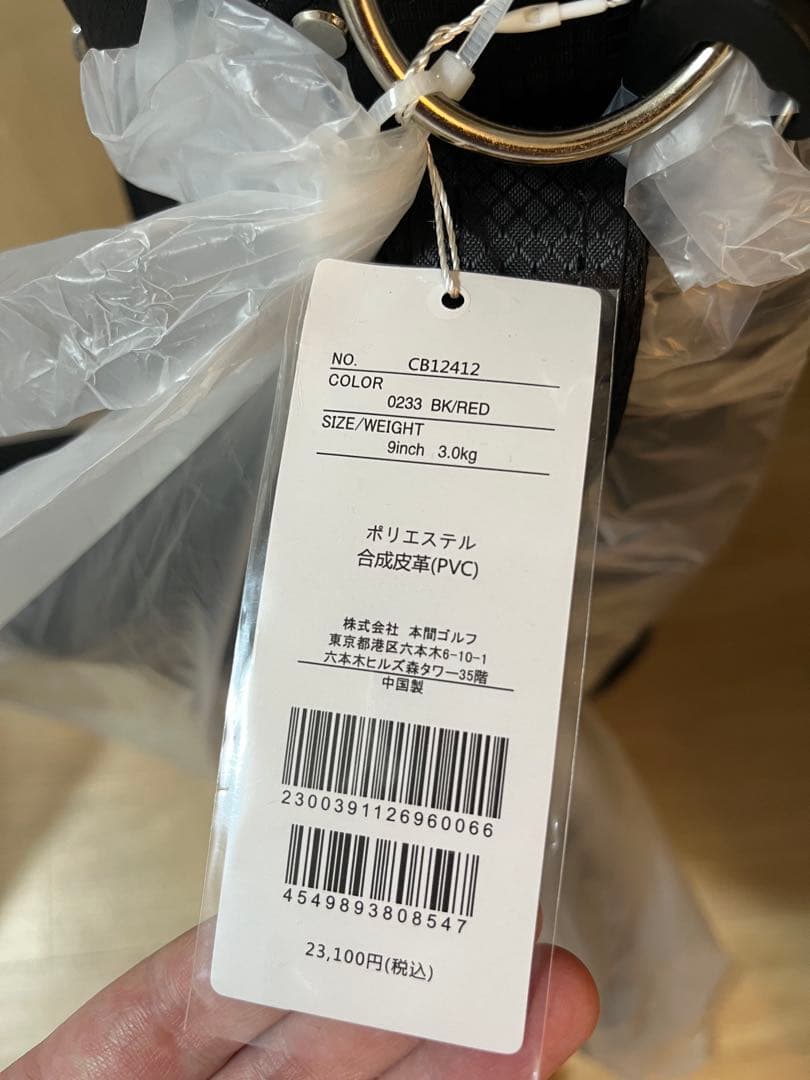 NO. CB12412
COLOR
0233 BK/RED
SIZE/WEIGHT
9inch 3.0kg
ポリエステル
合成皮革(PVC)
株式会社 本間ゴルフ
東京都港区六本木6-10-1
六本木ヒルズ森タワー35階
中国製
2300391126960066
4549893808547
23,100円(税込)